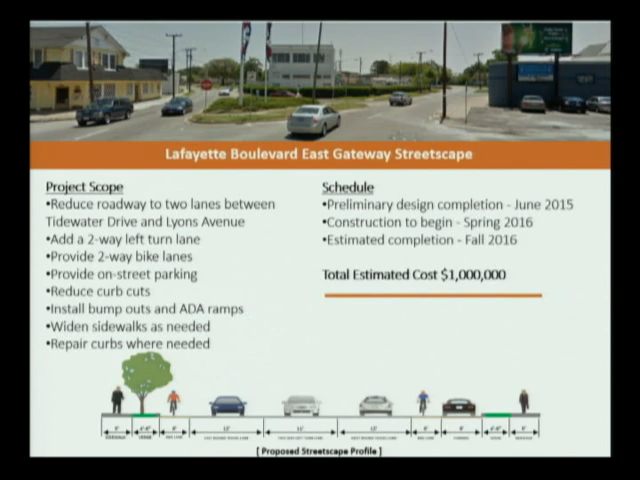 Lafayette Boulevard East Gateway Streetscape
Project Scope
•Reduce roadway to two lanes between
Tidewater Drive and Lyons Avenue
•Add a 2-way left turn lane
•Provide 2-way bike lanes
•Provide on-street parking
•Reduce curb cuts
•Install bump outs and ADA ramps
•Widen sidewalks as needed
•Repair curbs where needed
Schedule
•Preliminary design completion - June 2015
•Construction to begin - Spring 2016
•Estimated completion - Fall 2016
Total Estimated Cost $1,000,000
[ Proposed Streetscape Profile ]